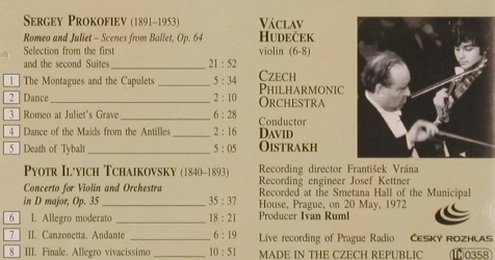 SERGEY PROKOFIEV (1891–1953)
Romeo and Juliet – Scenes from Ballet, Op. 64
Selection from the first
and the second Suites 21 : 52
1 The Montagues and the Capulets 5 : 34
2 Dance 2 : 10
3 Romeo at Juliet's Grave 6 : 28
4 Dance of the Maids from the Antilles 2 : 16
5 Death of Tybalt 5 : 05
PYOTR IL'YICH TCHAIKOVSKY (1840–1893)
Concerto for Violin and Orchestra
in D major, Op. 35 35 : 37
6 I. Allegro moderato 18 : 21
7 II. Canzonetta. Andante 6 : 19
8 III. Finale. Allegro vivacissimo 10 : 51
VÁCLAV
HUDEČEK
violin (6-8)
CZECH
PHILHARMONIC
ORCHESTRA
Conductor
DAVID
OISTRAKH
Recording director František Vrána
Recording engineer Josef Kettner
Recorded at the Smetana Hall of the Municipal
House, Prague, on 20 May, 1972
Producer Ivan Ruml
Live recording of Prague Radio
ČESKÝ ROZHLAS
MADE IN THE CZECH REPUBLIC
LC 0358